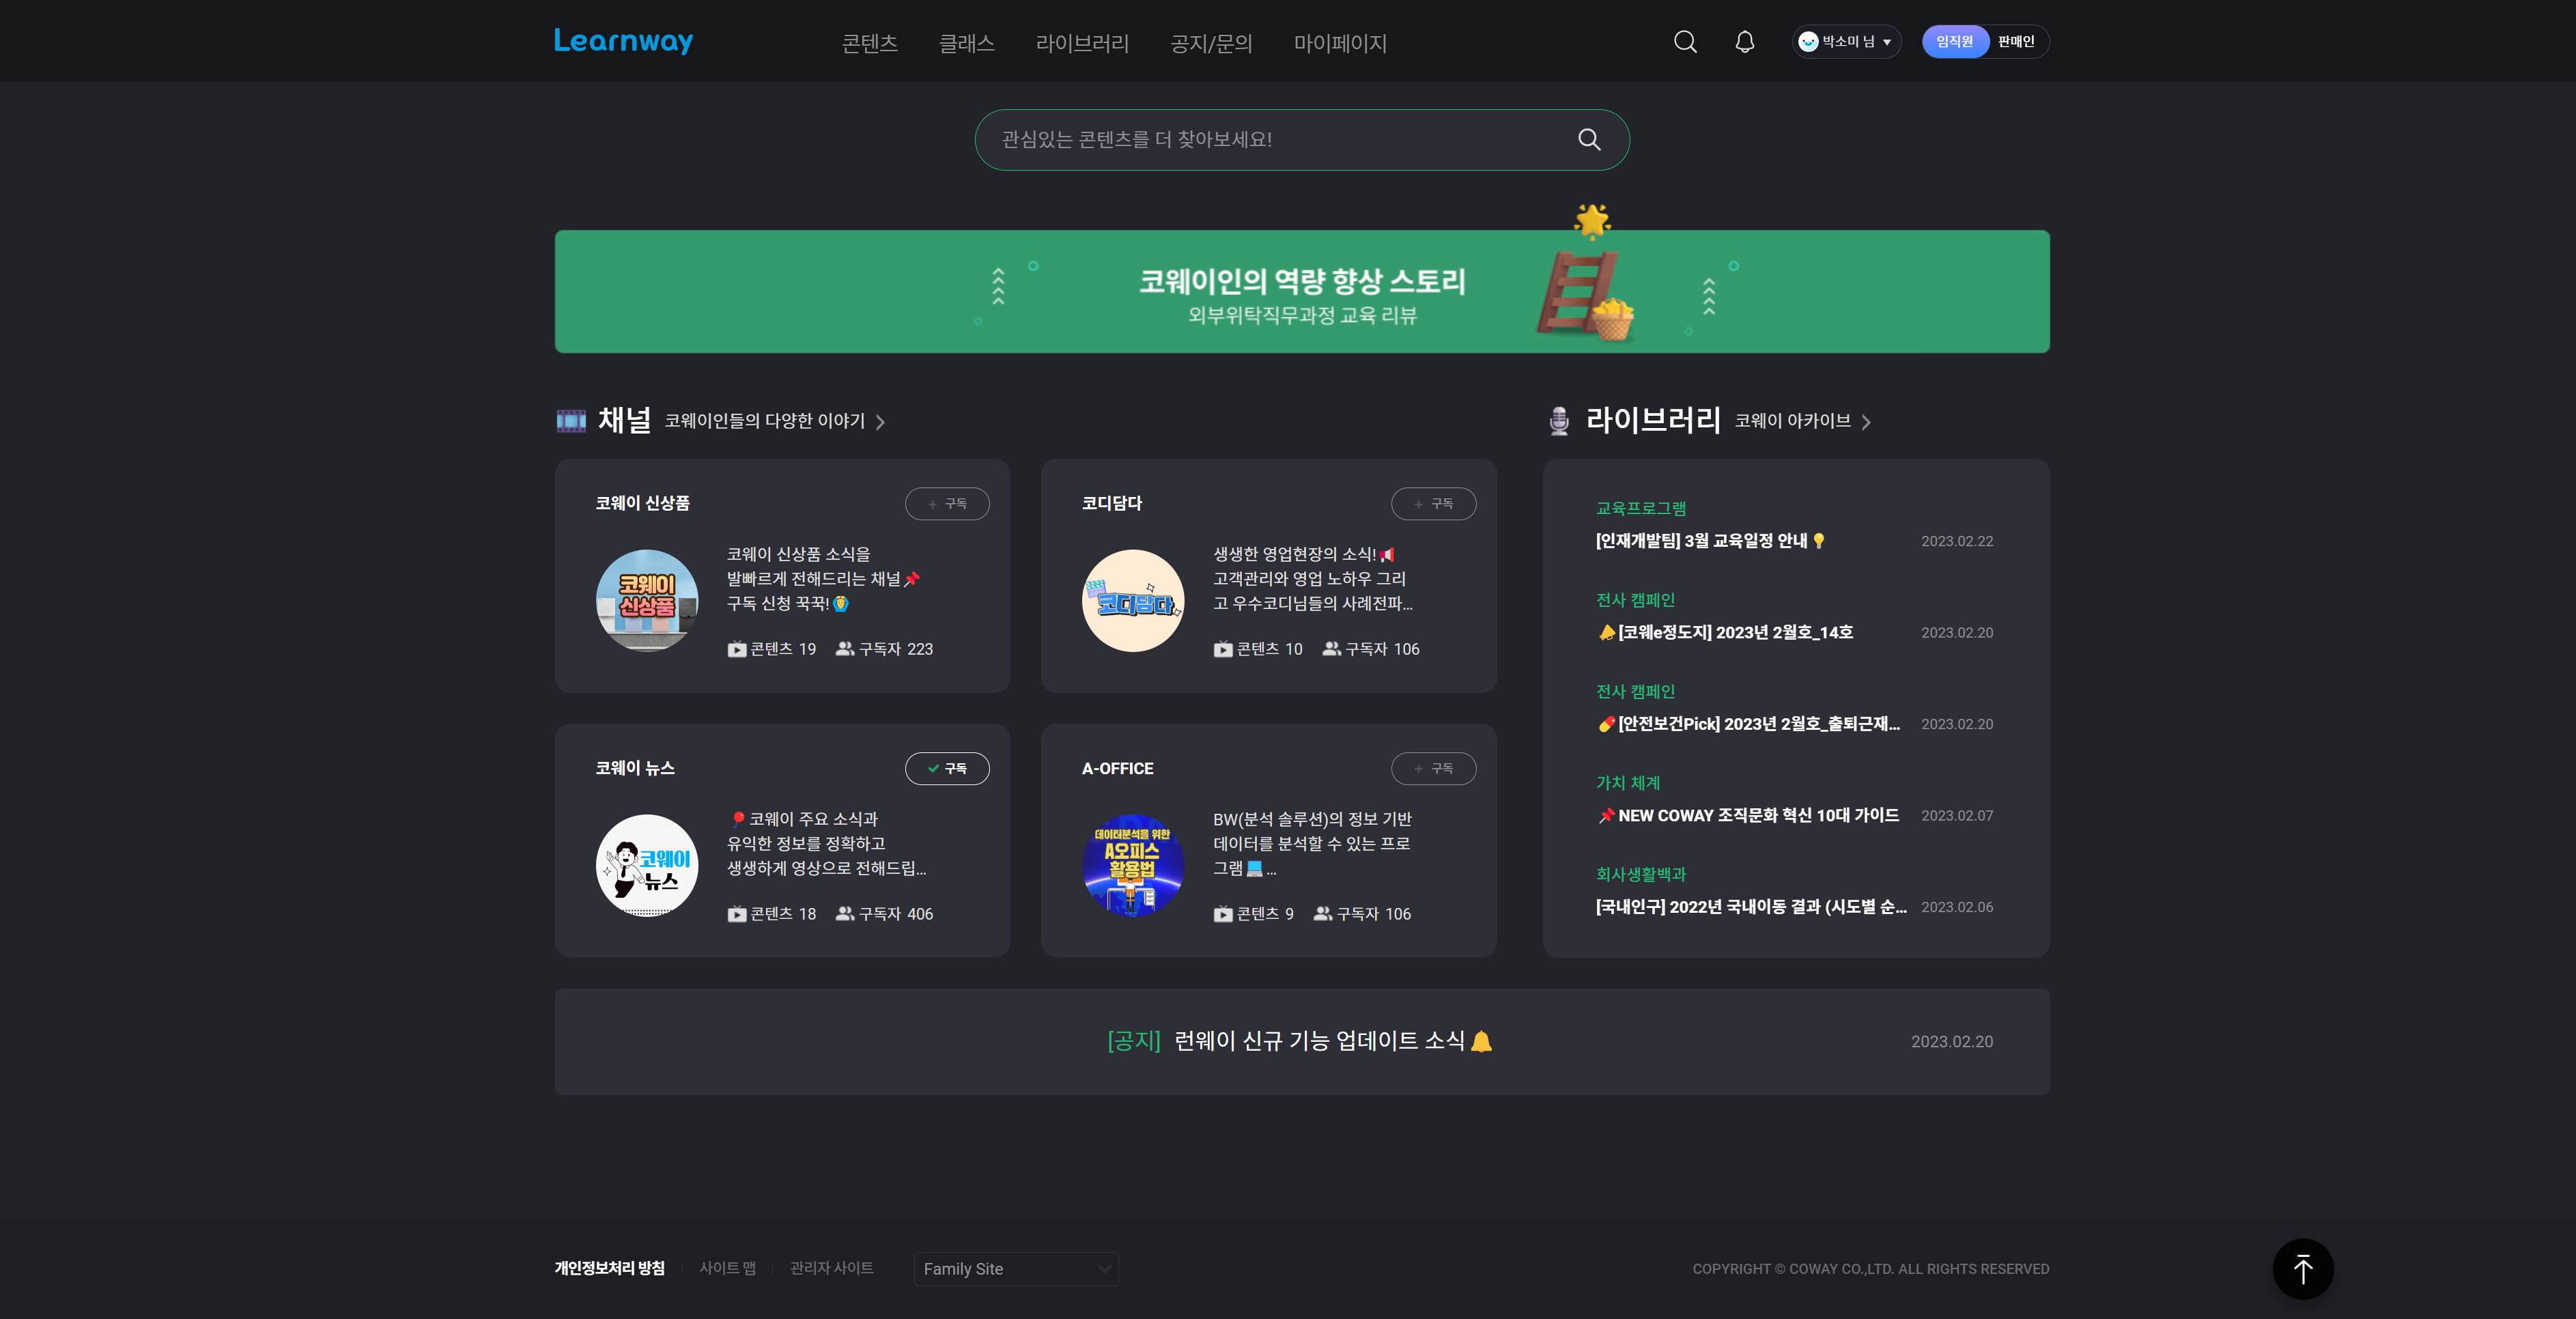 Learnway
콘텐츠
클래스
라이브러리
공지/문의
마이페이지
박소미 님
임직원
판매인
관심있는 콘텐츠를 더 찾아보세요!
코웨이인의 역량 향상 스토리
외부위탁직무과정 교육 리뷰
채널 코웨이인들의 다양한 이야기
코웨이 신상품
+ 구독
코웨이
신상품
코웨이 신상품 소식을
발빠르게 전해드리는 채널📌
구독 신청 꾹꾹!🙆‍♂️
콘텐츠 19 구독자 223
코디담다
+ 구독
코디담다
생생한 영업현장의 소식!📢
고객관리와 영업 노하우 그리
고 우수코디님들의 사례전파...
콘텐츠 10 구독자 106
코웨이 뉴스
구독
코웨이
뉴스
📍코웨이 주요 소식과
유익한 정보를 정확하고
생생하게 영상으로 전해드립...
콘텐츠 18 구독자 406
A-OFFICE
+ 구독
데이터분석을 위한
A오피스
활용법
BW(분석 솔루션)의 정보 기반
데이터를 분석할 수 있는 프로
그램💻...
콘텐츠 9 구독자 106
라이브러리 코웨이 아카이브
교육프로그램
[인재개발팀] 3월 교육일정 안내💡 2023.02.22
전사 캠페인
📣[코웨e정도지] 2023년 2월호_14호 2023.02.20
전사 캠페인
💊[안전보건Pick] 2023년 2월호_출퇴근재... 2023.02.20
가치 체계
📌NEW COWAY 조직문화 혁신 10대 가이드 2023.02.07
회사생활백과
[국내인구] 2022년 국내이동 결과 (시도별 순... 2023.02.06
[공지] 런웨이 신규 기능 업데이트 소식🔔 2023.02.20
개인정보처리 방침
사이트 맵
관리자 사이트
Family Site
COPYRIGHT © COWAY CO.,LTD. ALL RIGHTS RESERVED